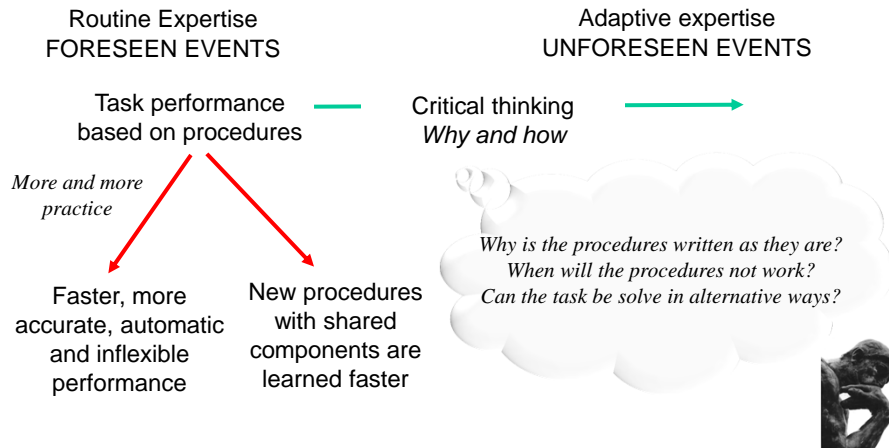 Routine Expertise
FORESEEN EVENTS
Adaptive expertise
UNFORESEEN EVENTS
Task performance
based on procedures
Critical thinking
Why and how
More and more
practice
Faster, more
accurate, automatic
and inflexible
performance
New procedures
with shared
components are
learned faster
Why is the procedures written as they are?
When will the procedures not work?
Can the task be solve in alternative ways?